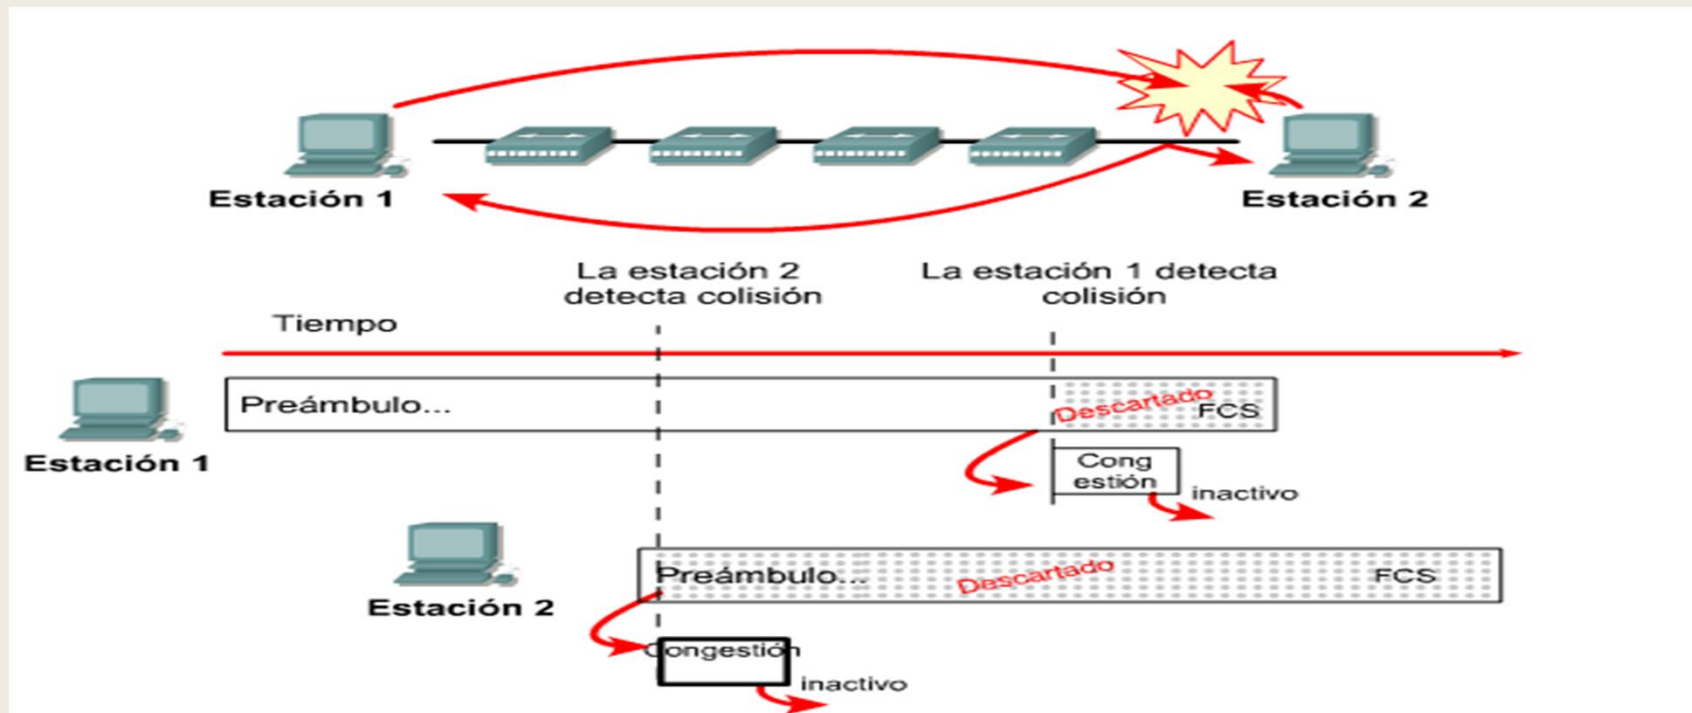 Estación 1
Estación 2
La estación 2
detecta colisión
La estación 1 detecta
colisión
Tiempo
Preámbulo...
Descartado
FCS
Estación 1
Cong
estión
inactivo
Preámbulo...
Descartado
FCS
Estación 2
Congestión
inactivo